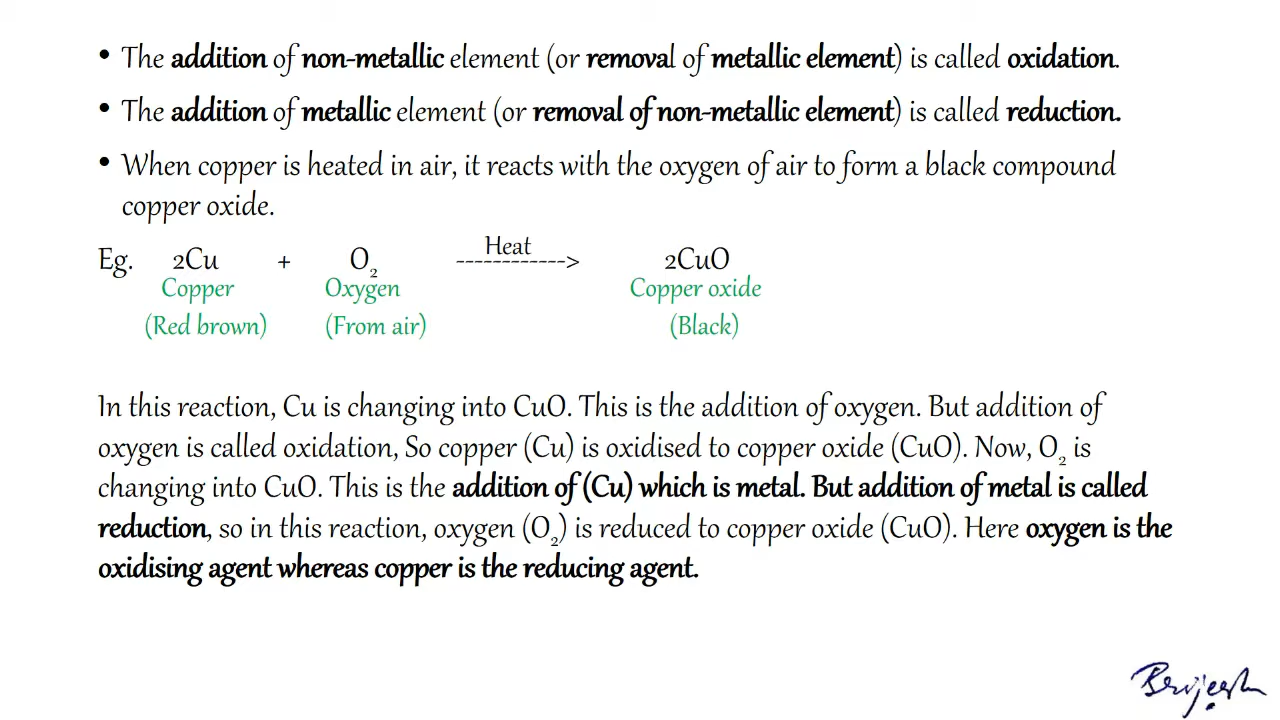 • The addition of non-metallic element (or removal of metallic element) is called oxidation.
• The addition of metallic element (or removal of non-metallic element) is called reduction.
• When copper is heated in air, it reacts with the oxygen of air to form a black compound
copper oxide.
Eg. 2Cu + O₂ Heat ------------> 2CuO
Copper Oxygen Copper oxide
(Red brown) (From air) (Black)
In this reaction, Cu is changing into CuO. This is the addition of oxygen. But addition of
oxygen is called oxidation, So copper (Cu) is oxidised to copper oxide (CuO). Now, O₂ is
changing into CuO. This is the addition of (Cu) which is metal. But addition of metal is called
reduction, so in this reaction, oxygen (O₂) is reduced to copper oxide (CuO). Here oxygen is the
oxidising agent whereas copper is the reducing agent.
Brijeesh